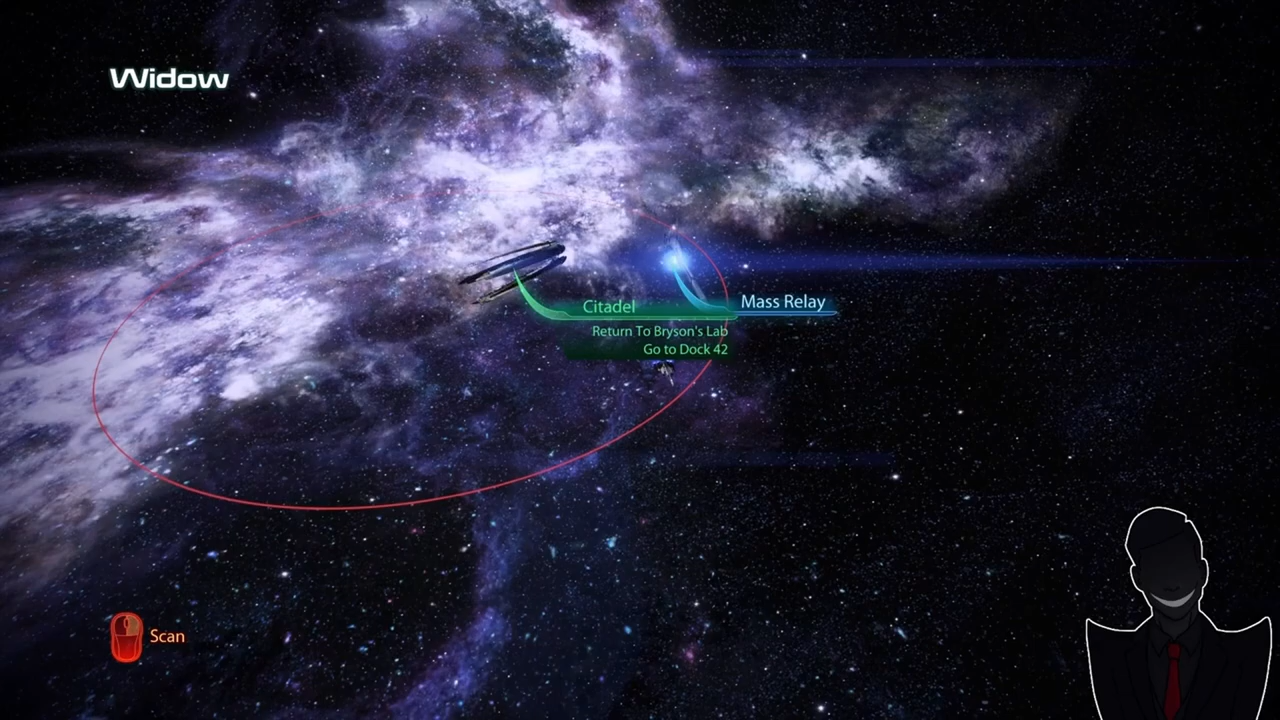 Widow
Citadel
Mass Relay
Return To Bryson's Lab
Go to Dock 42
Scan